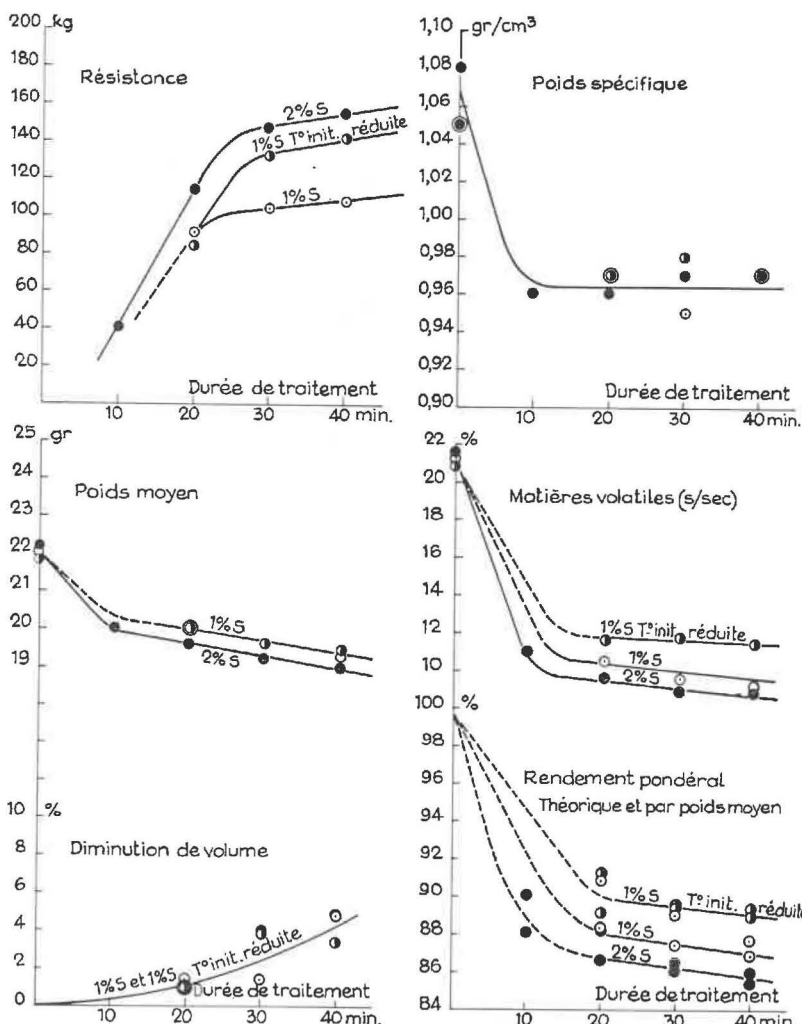 200 kg
180
160
140
120
100
80
60
40
20
Résistance
2% S
1% S T° init. réduite
1% S
Durée de traitement
10 20 30 40 min.
1,10 gr/cm³
1,08
1,06
1,04
1,02
1,00
0,98
0,96
0,94
0,92
0,90
Poids spécifique
Durée de traitement
10 20 30 40 min.
25 gr
24
23
22
21
20
19
Poids moyen
1% S
2% S
10 %
8
6
4
2
0
Diminution de volume
1% S et 1% S T° init. réduite
Durée de traitement
10 20 30 40 min.
22 %
20
18
16
14
12
10
Matières volatiles (s/sec)
1% S T° init. réduite
1% S
2% S
100 %
98
96
94
92
90
88
86
84
Rendement pondéral
Théorique et par poids moyen
1% S T° init. réduite
1% S
2% S
Durée de traitement
10 20 30 40 min.